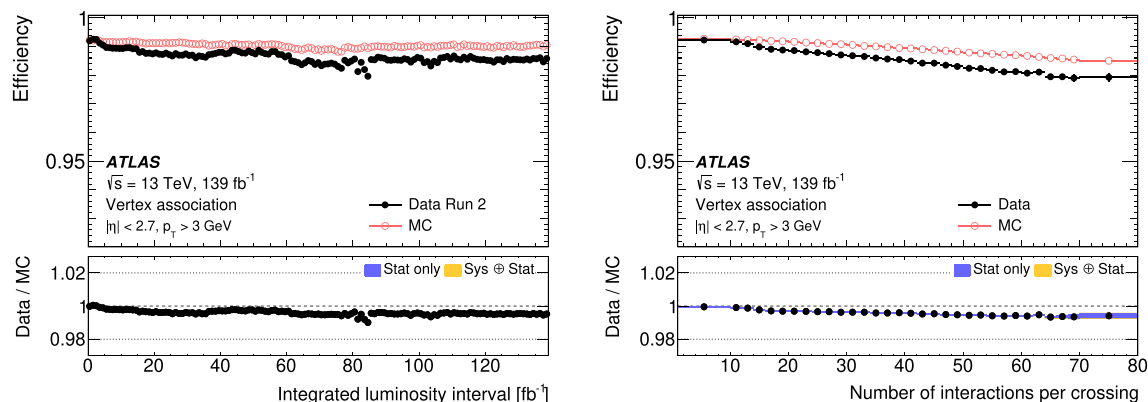 1
Efficiency
0.95
ATLAS
√s = 13 TeV, 139 fb⁻¹
Vertex association
|η| < 2.7, p_T > 3 GeV
Data Run 2
MC
Data / MC
1.02
1
0.98
Stat only
Sys ⊕ Stat
0 20 40 60 80 100 120
Integrated luminosity interval [fb⁻¹]
1
Efficiency
0.95
ATLAS
√s = 13 TeV, 139 fb⁻¹
Vertex association
|η| < 2.7, p_T > 3 GeV
Data
MC
Data / MC
1.02
1
0.98
Stat only
Sys ⊕ Stat
10 20 30 40 50 60 70 80
Number of interactions per crossing